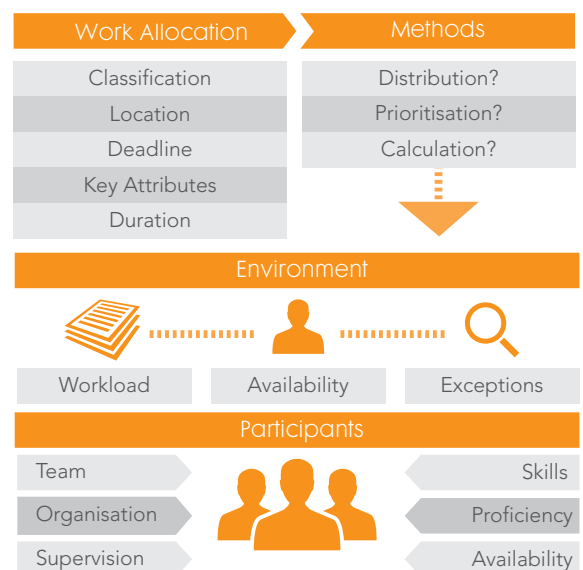 Work Allocation
Methods
Classification
Location
Deadline
Key Attributes
Duration
Distribution?
Prioritisation?
Calculation?
Environment
Workload
Availability
Exceptions
Participants
Team
Organisation
Supervision
Skills
Proficiency
Availability